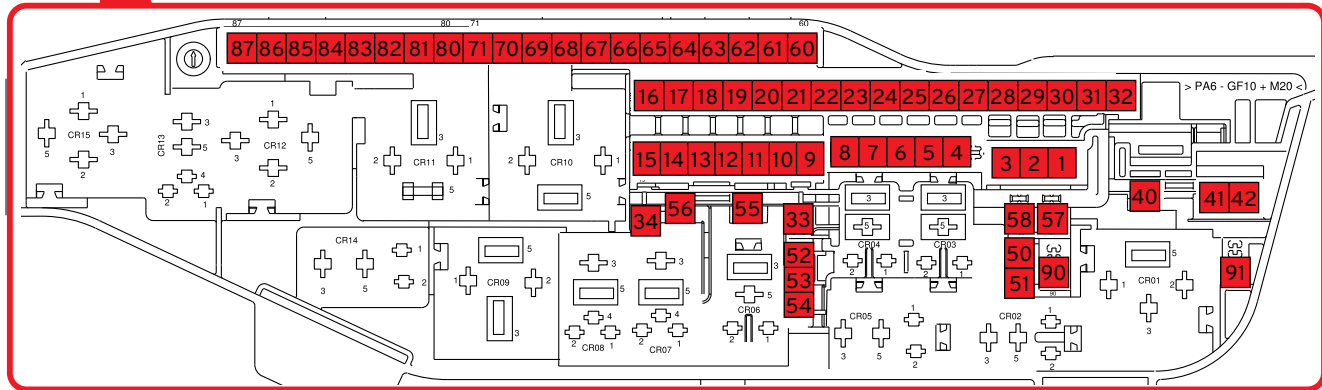 87 80 71 60
87 86 85 84 83 82 81 80 71 70 69 68 67 66 65 64 63 62 61 60
16 17 18 19 20 21 22 23 24 25 26 27 28 29 30 31 32
> PA6 - GF10 + M20 <
1 CR15 5 3 2
CR13 3 5 4 2 1
1 CR12 3 5 2
3 2 CR11 1 5
3 2 CR10 1 5
15 14 13 12 11 10 9
8 7 6 5 4
3 2 1
40 41 42
34 56 55 33
3 3
5 5
CR04 CR03
2 1 2 1
58 57
50 90 51
90
91
52 53 54
CR14 1 2 3 5
5 1 CR09 2 3
3 5 4 2 CR08 1
3 5 4 2 CR07 1
3 5 CR06 2 1
CR05 1 3 5 2
CR02 1 3 5 2
5 1 CR01 2 3